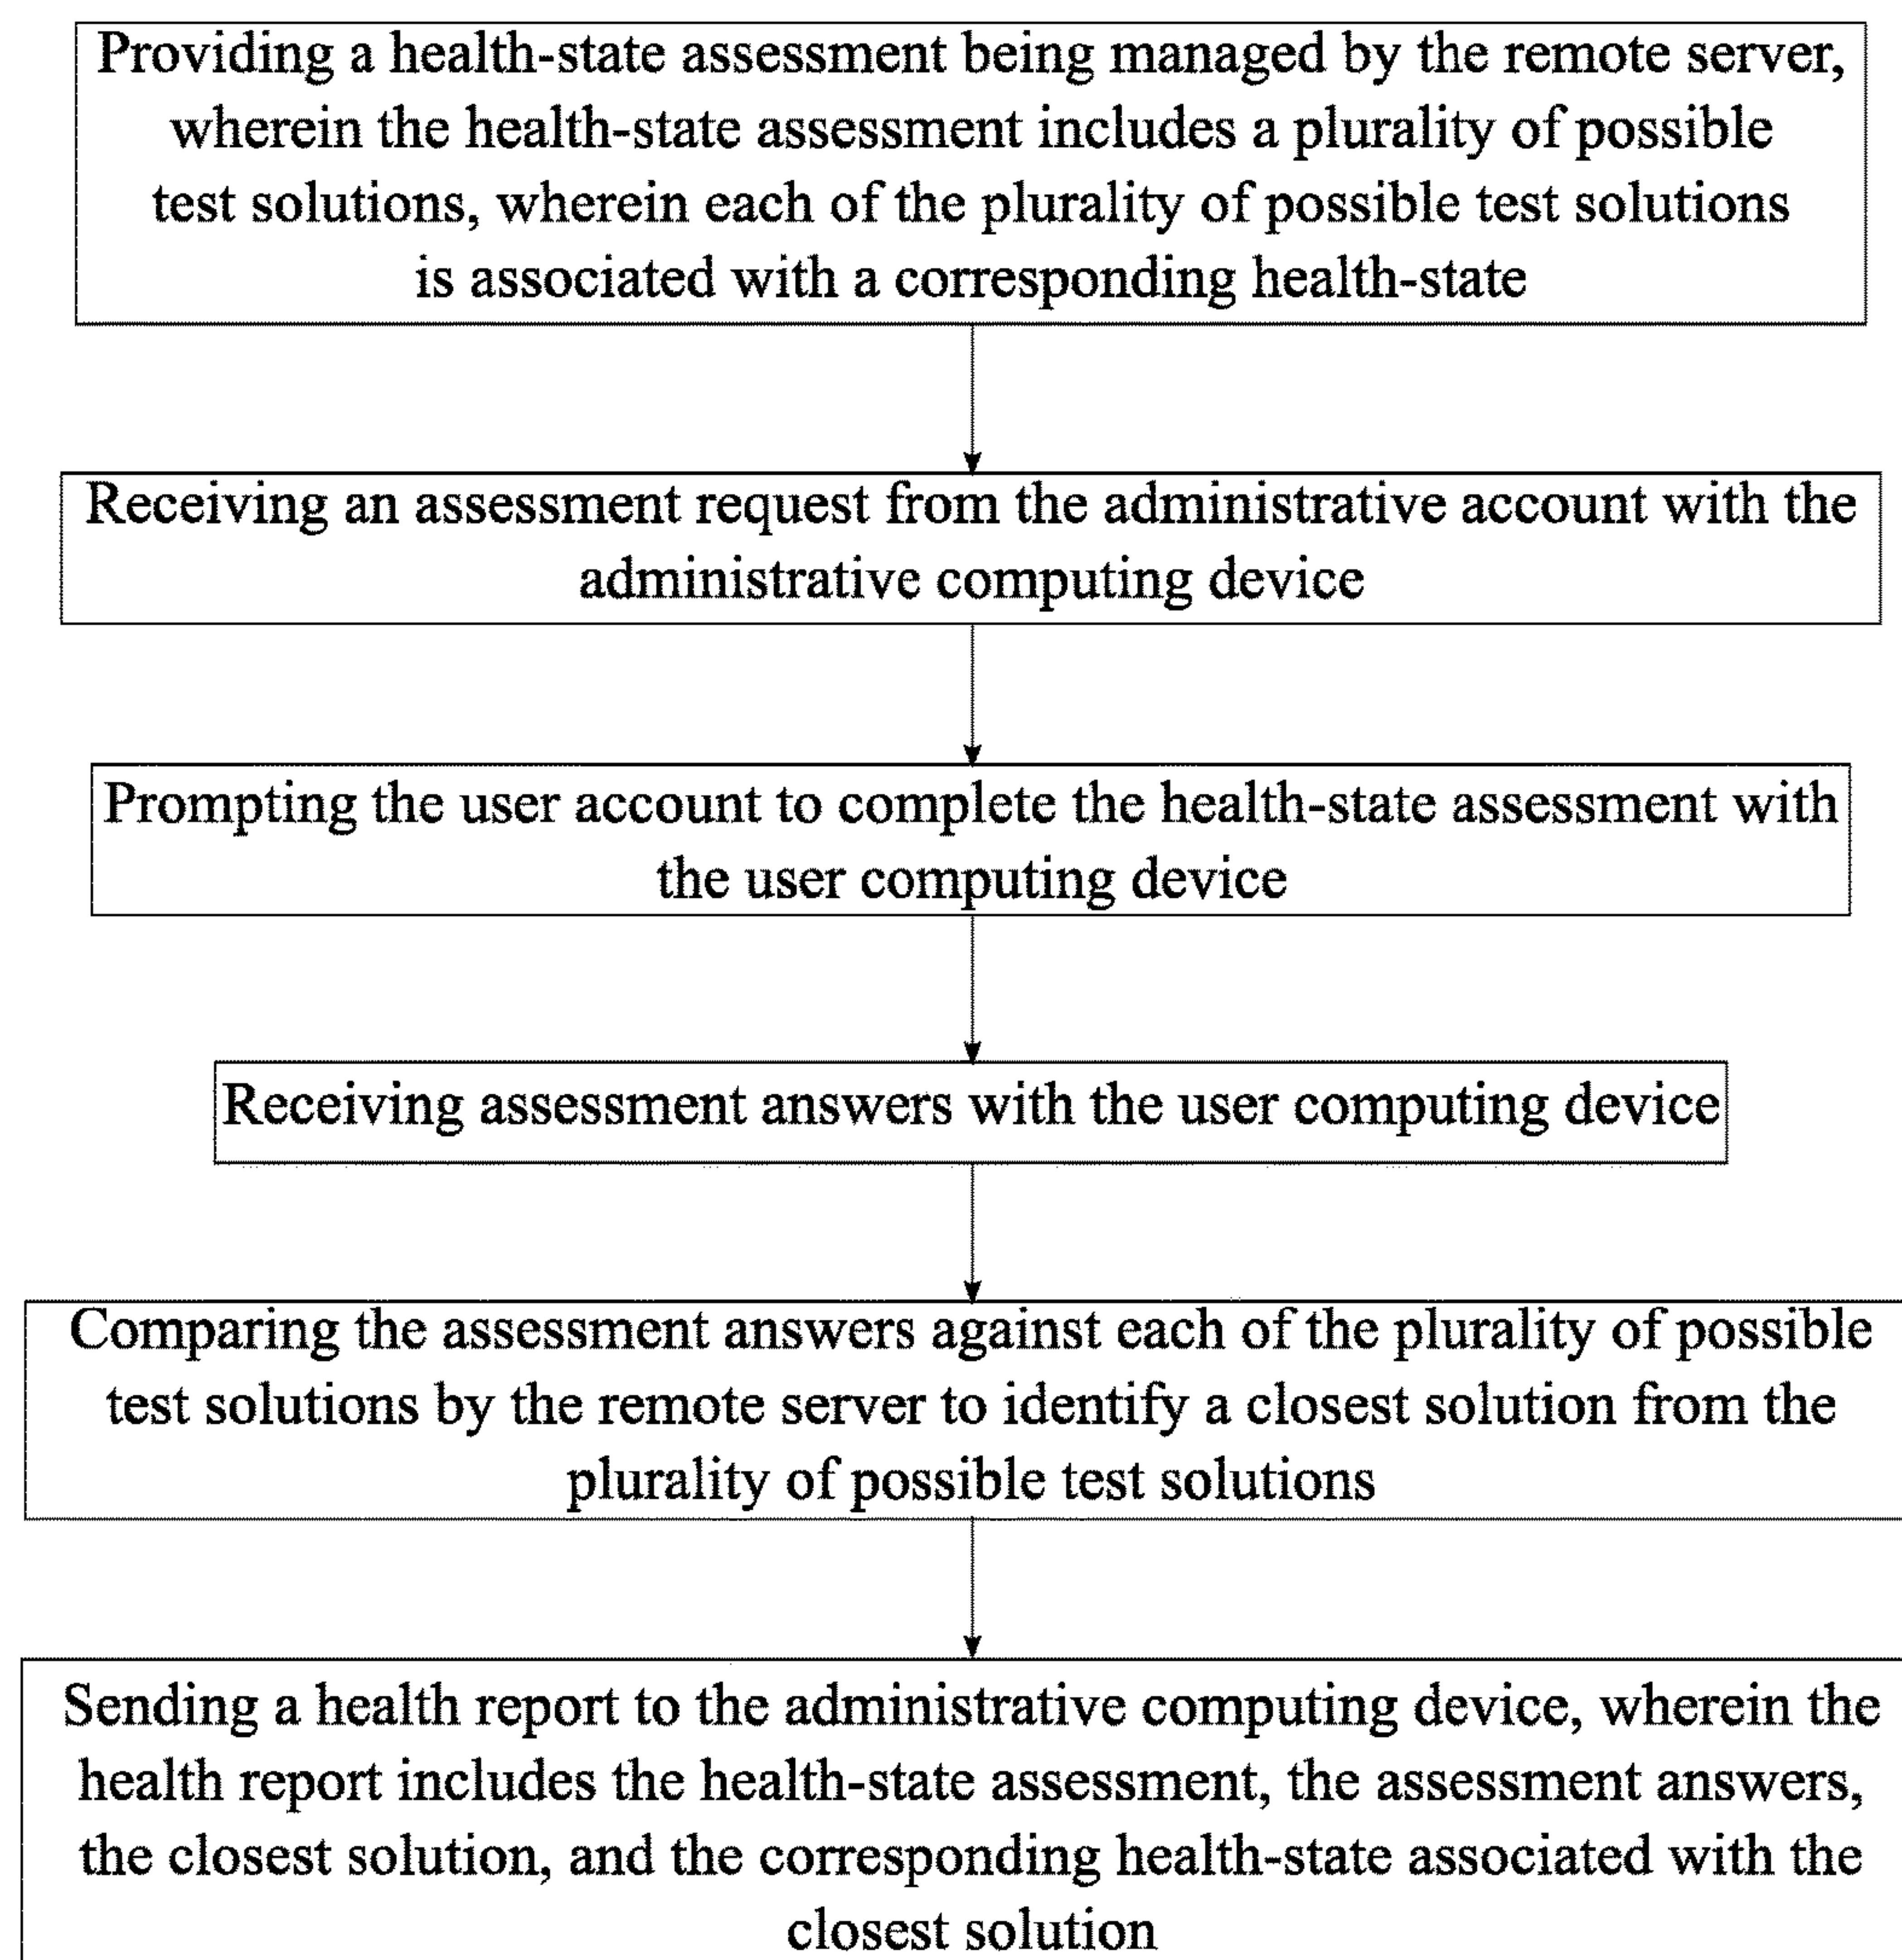 Providing a health-state assessment being managed by the remote server,
wherein the health-state assessment includes a plurality of possible
test solutions, wherein each of the plurality of possible test solutions
is associated with a corresponding health-state
Receiving an assessment request from the administrative account with the
administrative computing device
Prompting the user account to complete the health-state assessment with
the user computing device
Receiving assessment answers with the user computing device
Comparing the assessment answers against each of the plurality of possible
test solutions by the remote server to identify a closest solution from the
plurality of possible test solutions
Sending a health report to the administrative computing device, wherein the
health report includes the health-state assessment, the assessment answers,
the closest solution, and the corresponding health-state associated with the
closest solution